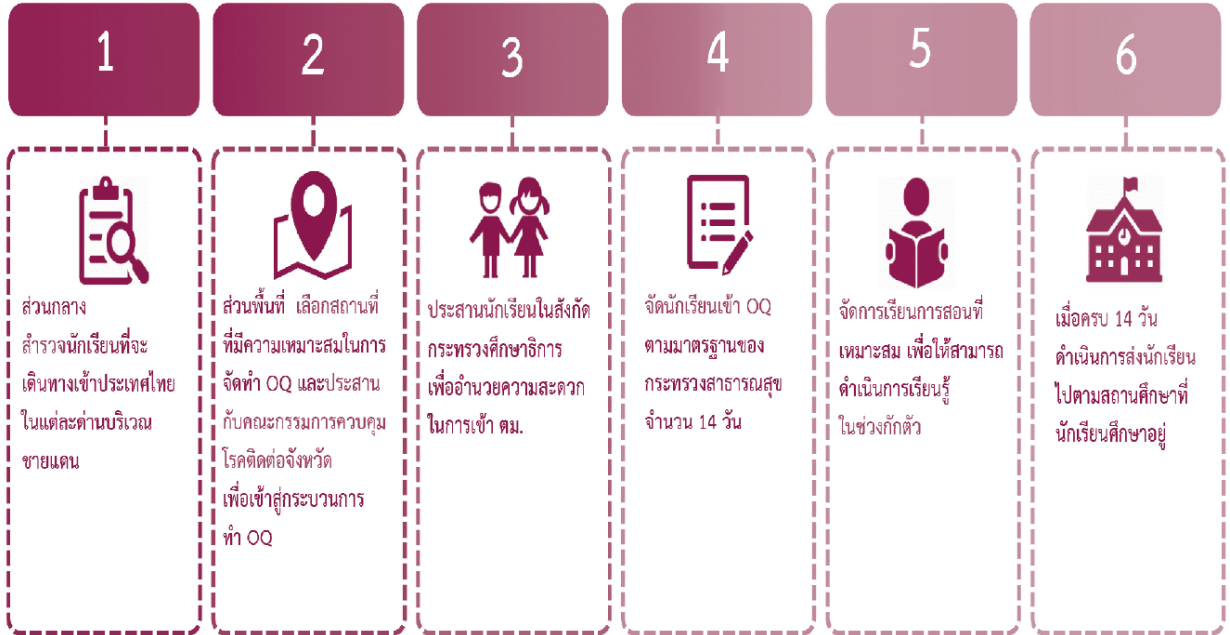 1
ส่วนกลาง
สำรวจนักเรียนที่จะ
เดินทางเข้าประเทศไทย
ในแต่ละด่านบริเวณ
ชายแดน
2
ส่วนพื้นที่ เลือกสถานที่
ที่มีความเหมาะสมในการ
จัดทำ OQ และประสาน
กับคณะกรรมการควบคุม
โรคติดต่อจังหวัด
เพื่อเข้าสู่กระบวนการ
ทำ OQ
3
ประสานนักเรียนในสังกัด
กระทรวงศึกษาธิการ
เพื่ออำนวยความสะดวก
ในการเข้า ตม.
4
จัดนักเรียนเข้า OQ
ตามมาตรฐานของ
กระทรวงสาธารณสุข
จำนวน 14 วัน
5
จัดการเรียนการสอนที่
เหมาะสม เพื่อให้สามารถ
ดำเนินการเรียนรู้
ในช่วงกักตัว
6
เมื่อครบ 14 วัน
ดำเนินการส่งนักเรียน
ไปตามสถานศึกษาที่
นักเรียนศึกษาอยู่